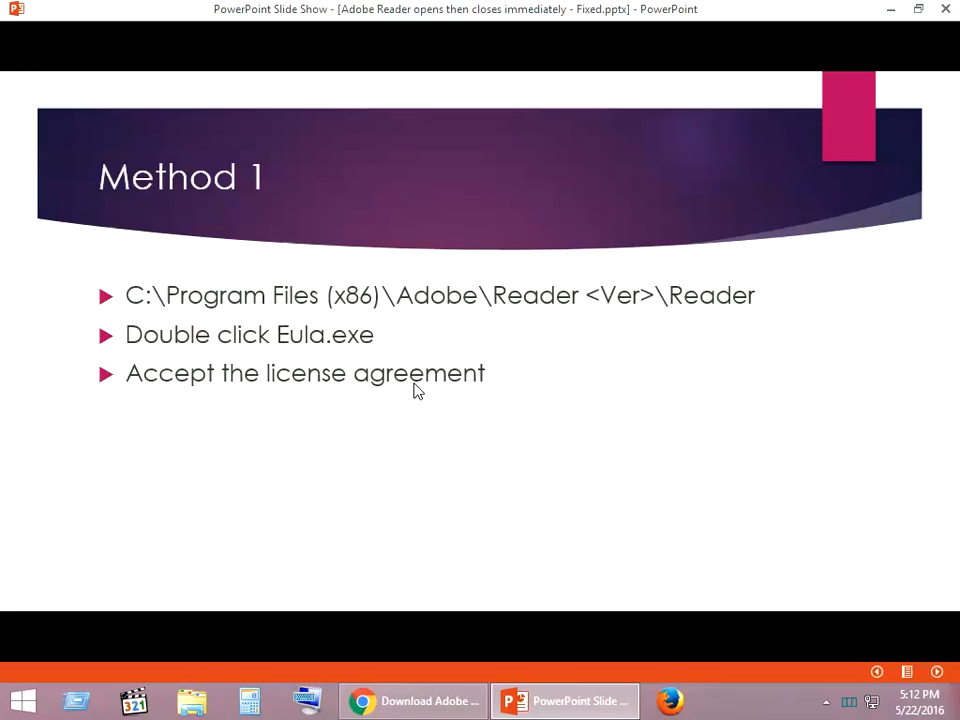 PowerPoint Slide Show - [Adobe Reader opens then closes immediately - Fixed.pptx] - PowerPoint
Method 1
C:\Program Files (x86)\Adobe\Reader <Ver>\Reader
Double click Eula.exe
Accept the license agreement
321
Download Adobe ...
PowerPoint Slide ...
5:12 PM
5/22/2016